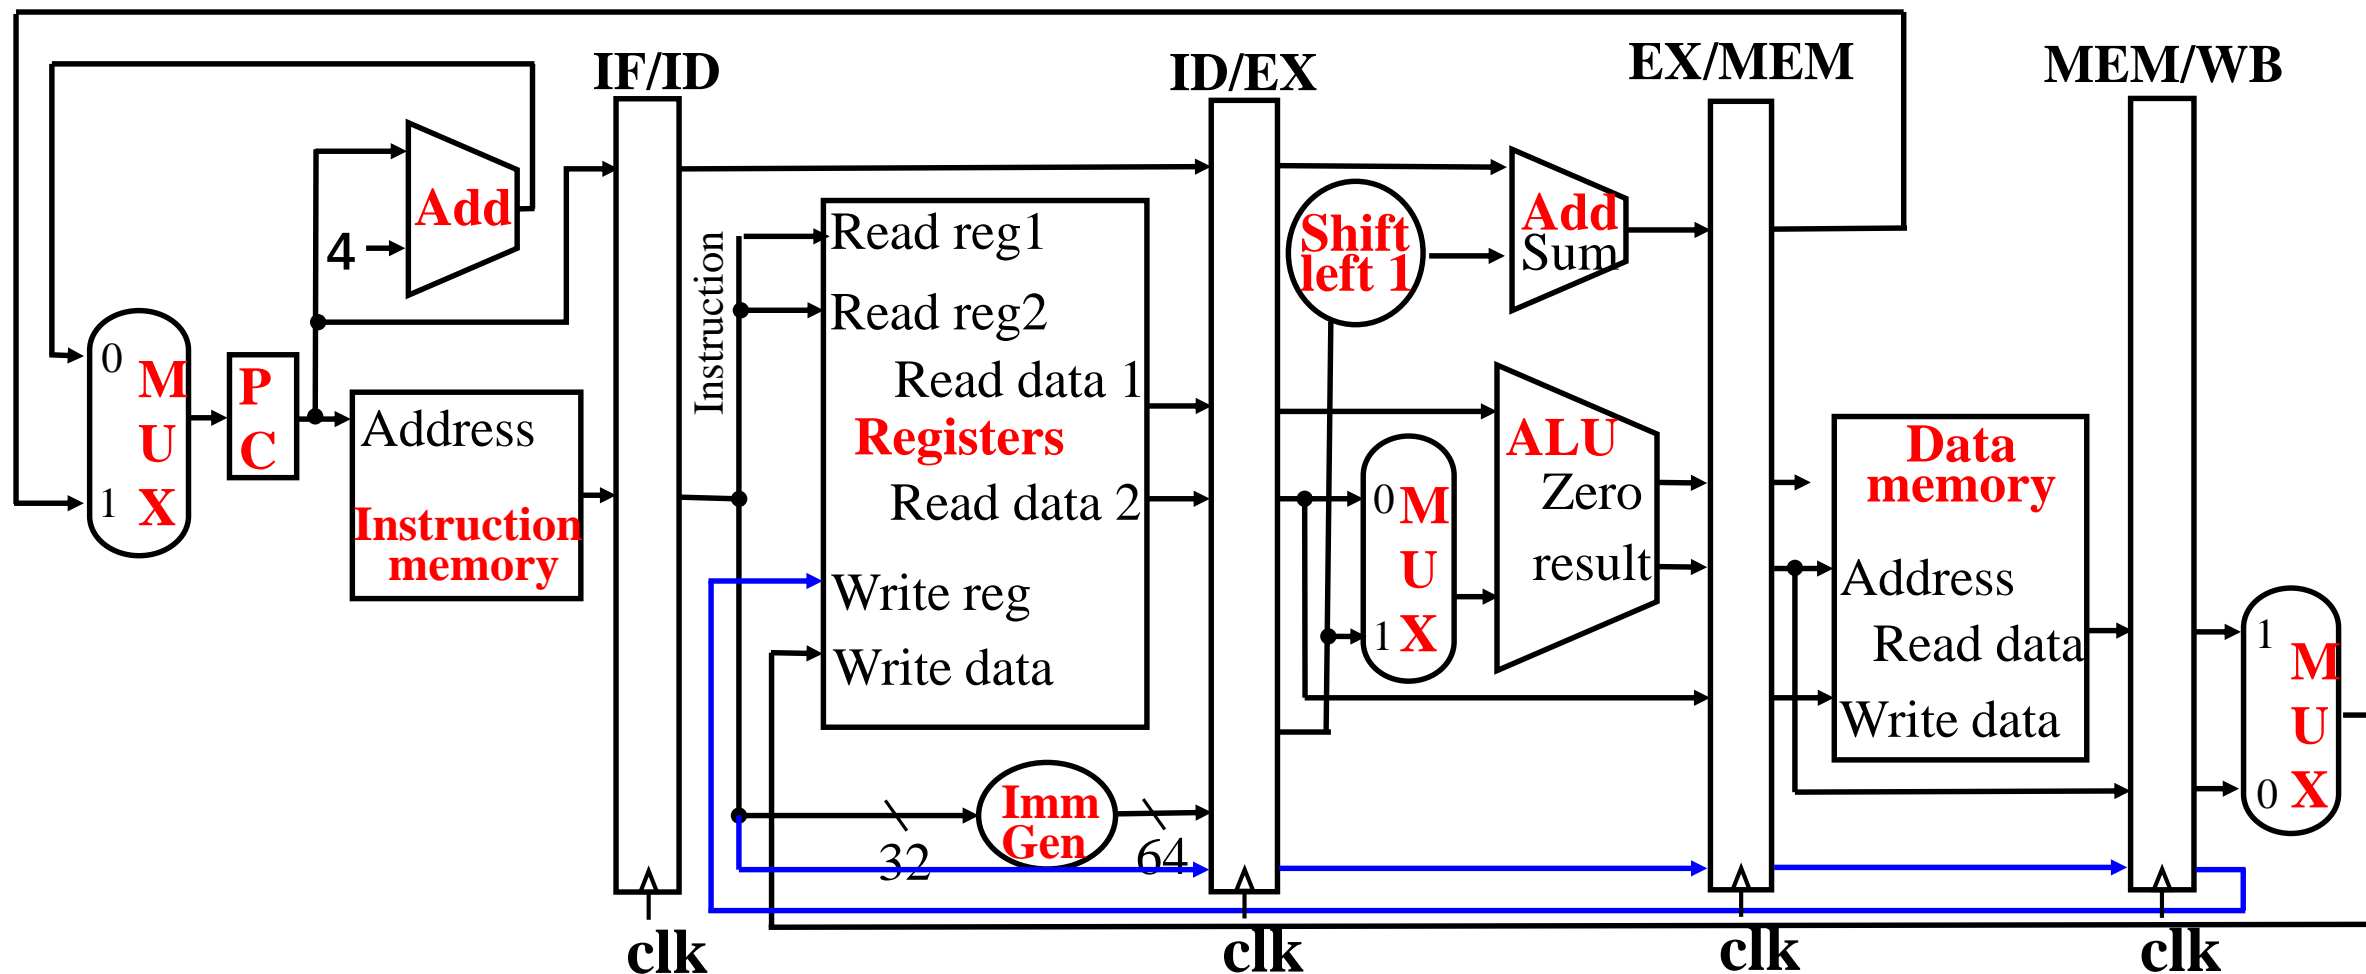 IF/ID
ID/EX
EX/MEM
MEM/WB
Add
4
0
M
U
X
1
P
C
Address
Instruction
memory
Instruction
Read reg1
Read reg2
Read data 1
Registers
Read data 2
Write reg
Write data
Imm
Gen
32
64
Shift
left 1
Add
Sum
0
M
U
X
1
ALU
Zero
result
Data
memory
Address
Read data
Write data
1
M
U
X
0
clk
clk
clk
clk